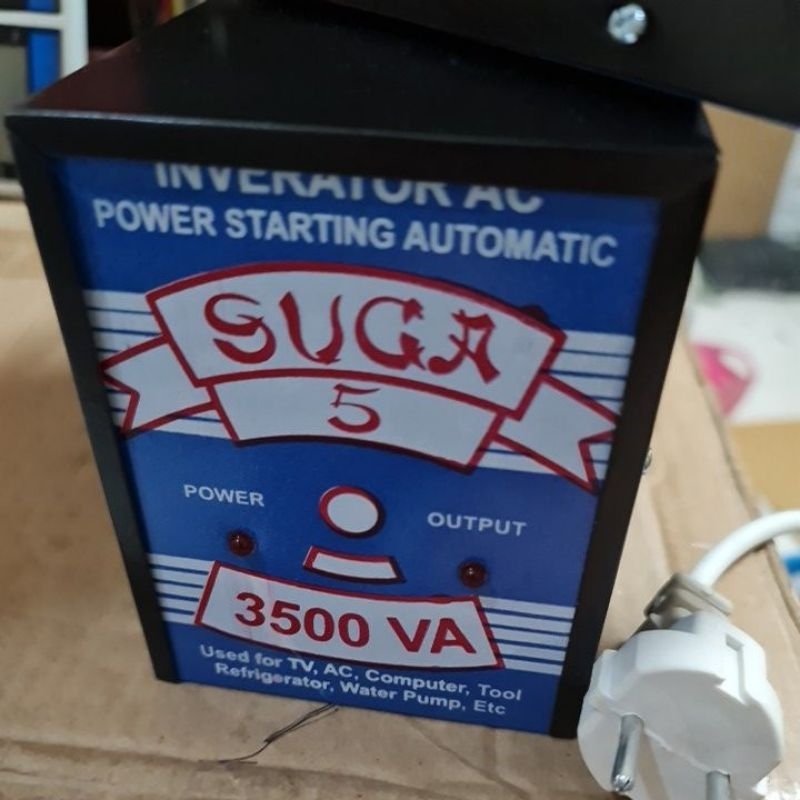 INVERATOR AC
POWER STARTING AUTOMATIC
SUGA
5
POWER
OUTPUT
3500 VA
Used for TV, AC, Computer, Tool
Refrigerator, Water Pump, Etc